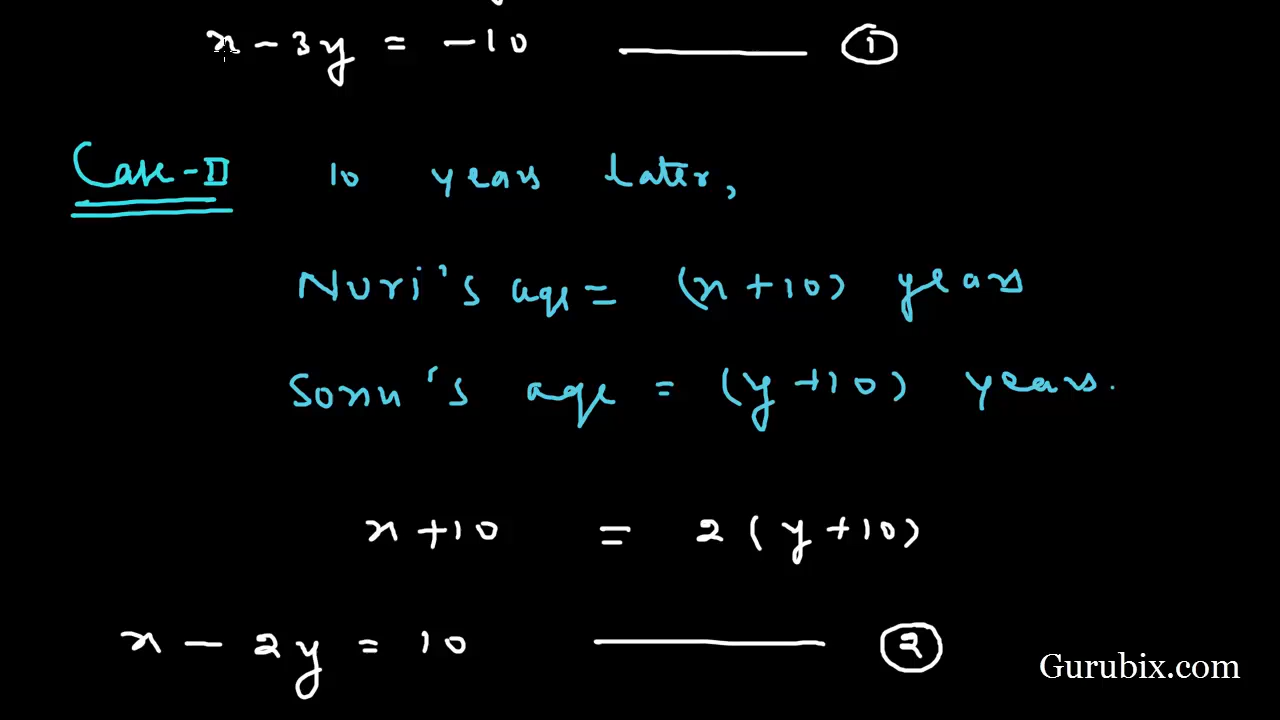 x - 3y = -10 ——— ①
Case-II 10 years later,
Nuri's age = (x+10) years
Sonu's age = (y+10) years.
x+10 = 2(y+10)
x - 2y = 10 ——— ②
Gurubix.com